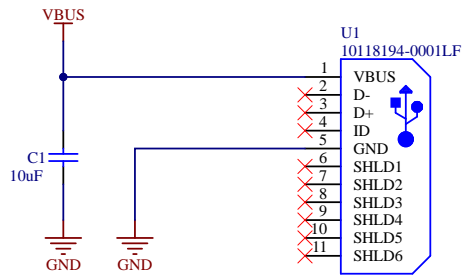 VBUS
U1
10118194-0001LF
1 VBUS
2 D-
3 D+
4 ID
5 GND
6 SHLD1
7 SHLD2
8 SHLD3
9 SHLD4
10 SHLD5
11 SHLD6
C1
10uF
GND
GND